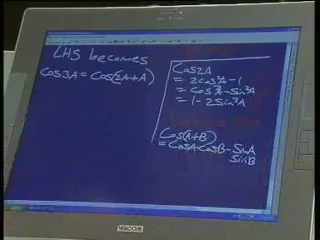 LHS becomes
Cos3A = Cos(2A+A)
Cos2A
= 2cos²A - 1
= Cos²A - Sin²A
= 1 - 2Sin²A
Cos(A+B)
= CosA CosB - SinA
SinB
WACOM